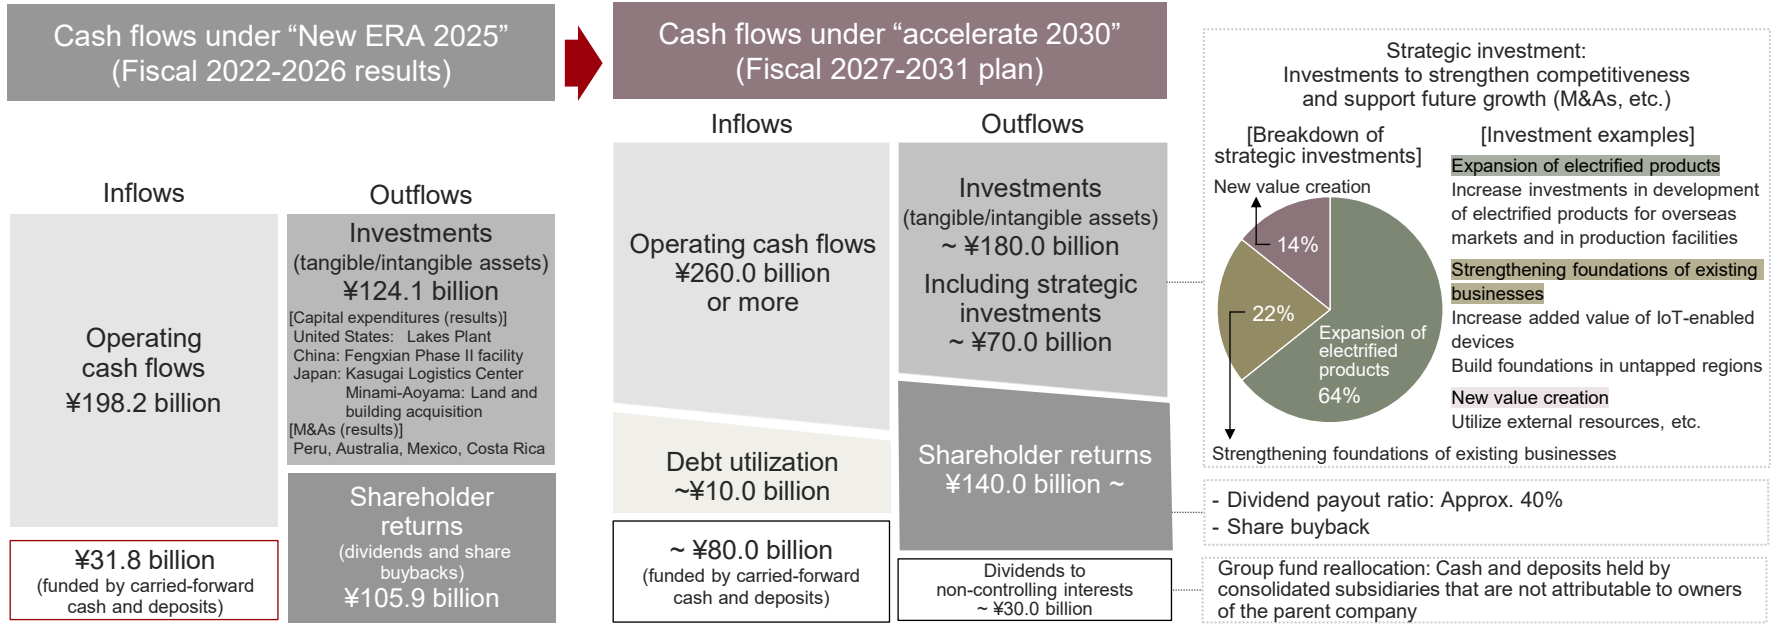 Cash flows under “New ERA 2025”
(Fiscal 2022-2026 results)
Inflows
Operating
cash flows
¥198.2 billion
¥31.8 billion
(funded by carried-forward
cash and deposits)
Outflows
Investments
(tangible/intangible assets)
¥124.1 billion
[Capital expenditures (results)]
United States: Lakes Plant
China: Fengxian Phase II facility
Japan: Kasugai Logistics Center
Minami-Aoyama: Land and
building acquisition
[M&As (results)]
Peru, Australia, Mexico, Costa Rica
Shareholder
returns
(dividends and share
buybacks)
¥105.9 billion
Cash flows under “accelerate 2030”
(Fiscal 2027-2031 plan)
Inflows
Operating cash flows
¥260.0 billion
or more
Debt utilization
~¥10.0 billion
~ ¥80.0 billion
(funded by carried-forward
cash and deposits)
Outflows
Investments
(tangible/intangible assets)
~ ¥180.0 billion
Including strategic
investments
~ ¥70.0 billion
Shareholder returns
¥140.0 billion ~
Dividends to
non-controlling interests
~ ¥30.0 billion
Strategic investment:
Investments to strengthen competitiveness
and support future growth (M&As, etc.)
[Breakdown of
strategic investments]
New value creation
14%
22%
Expansion of
electrified
products
64%
Strengthening foundations of existing businesses
[Investment examples]
Expansion of electrified products
Increase investments in development
of electrified products for overseas
markets and in production facilities
Strengthening foundations of existing
businesses
Increase added value of IoT-enabled
devices
Build foundations in untapped regions
New value creation
Utilize external resources, etc.
- Dividend payout ratio: Approx. 40%
- Share buyback
Group fund reallocation: Cash and deposits held by
consolidated subsidiaries that are not attributable to owners
of the parent company